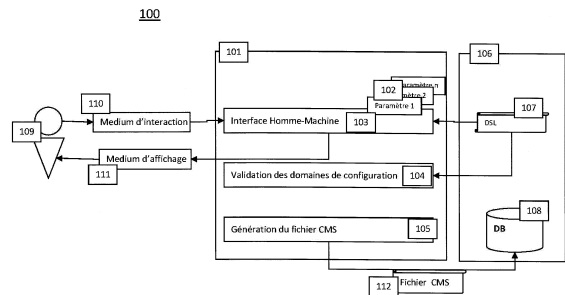 100
101
106
102
Paramètre n
mètre 2
Paramètre 1
110
107
Medium d'interaction
Interface Homme-Machine
103
DSL
109
Medium d'affichage
111
Validation des domaines de configuration
104
108
Génération du fichier CMS
105
DB
112
Fichier CMS